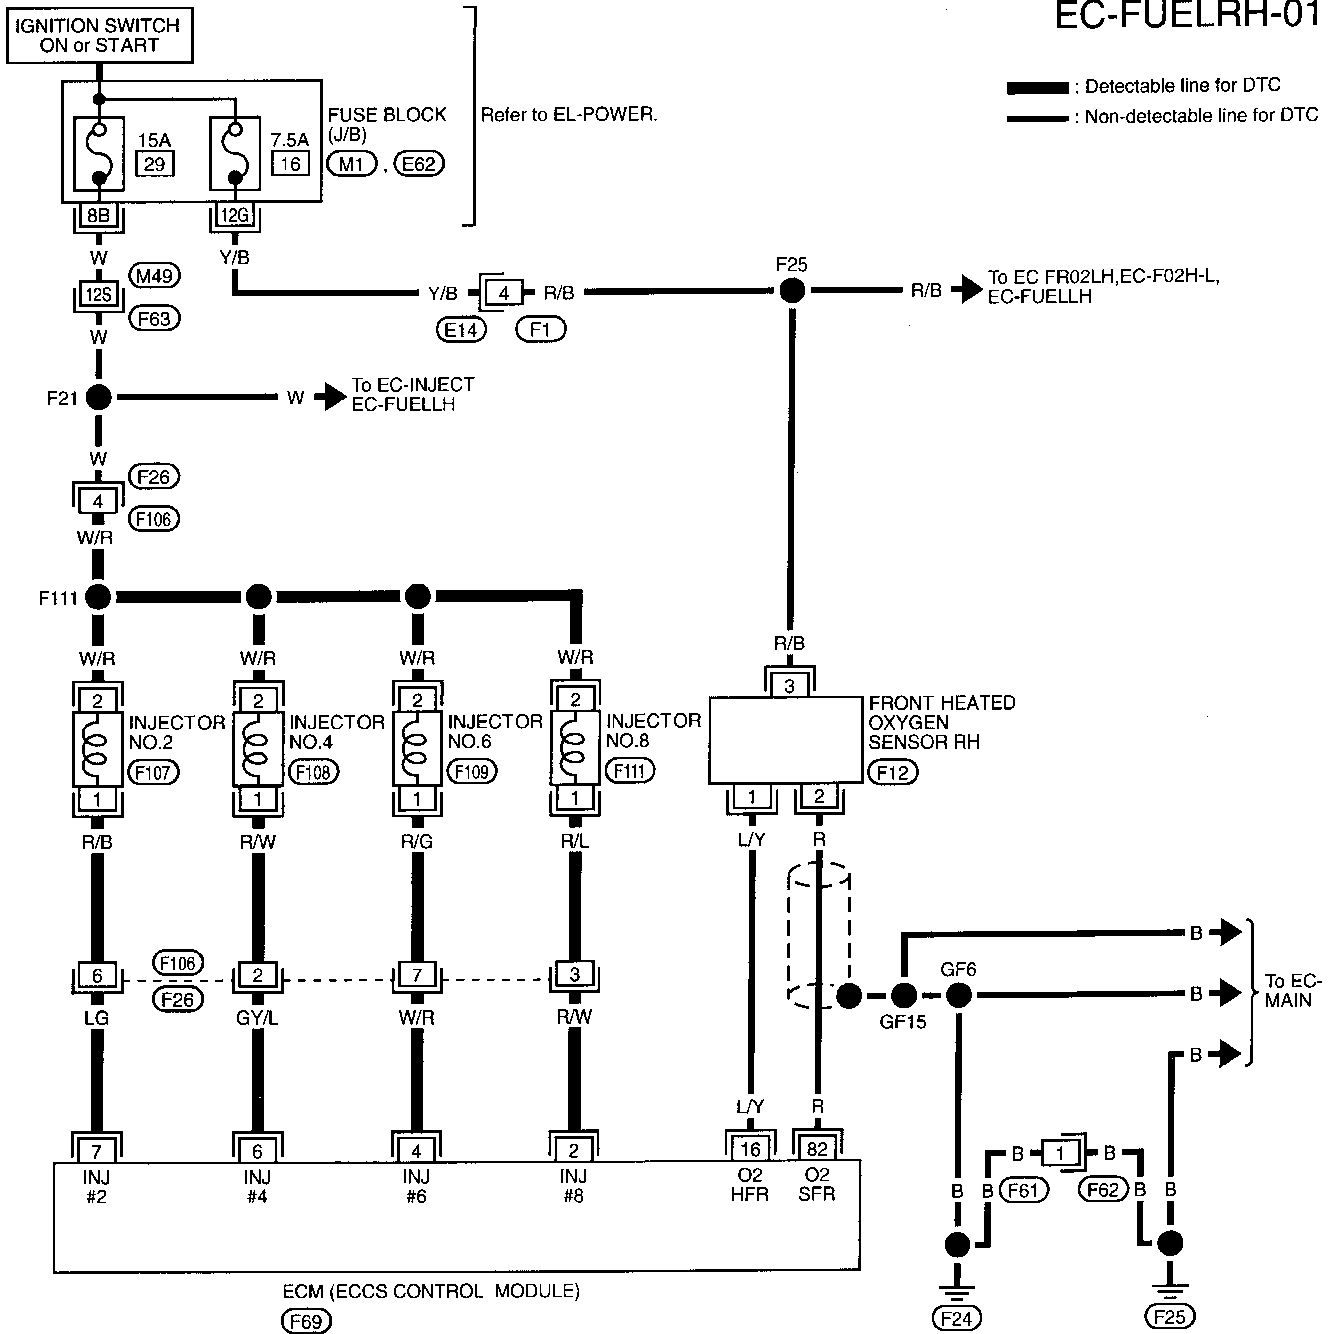 EC-FUELRH-01
IGNITION SWITCH
ON or START
: Detectable line for DTC
: Non-detectable line for DTC
FUSE BLOCK
(J/B)
M1 , E62
Refer to EL-POWER.
15A
29
7.5A
16
8B
12G
W
Y/B
M49
12S
F63
W
Y/B
4
R/B
E14
F1
F25
R/B
To EC FR02LH,EC-F02H-L,
EC-FUELLH
F21
W
To EC-INJECT
EC-FUELLH
W
F26
4
F106
W/R
F111
W/R
W/R
W/R
W/R
R/B
2
2
2
2
3
INJECTOR
NO.2
F107
INJECTOR
NO.4
F108
INJECTOR
NO.6
F109
INJECTOR
NO.8
F111
FRONT HEATED
OXYGEN
SENSOR RH
F12
1
1
1
1
1
2
R/B
R/W
R/G
R/L
L/Y
R
F106
6
2
7
3
F26
LG
GY/L
W/R
R/W
B
GF6
B
GF15
B
To EC-
MAIN
L/Y
R
7
6
4
2
16
82
INJ
#2
INJ
#4
INJ
#6
INJ
#8
O2
HFR
O2
SFR
B
B
B
1
B
B
B
F61
F62
ECM (ECCS CONTROL MODULE)
F69
F24
F25